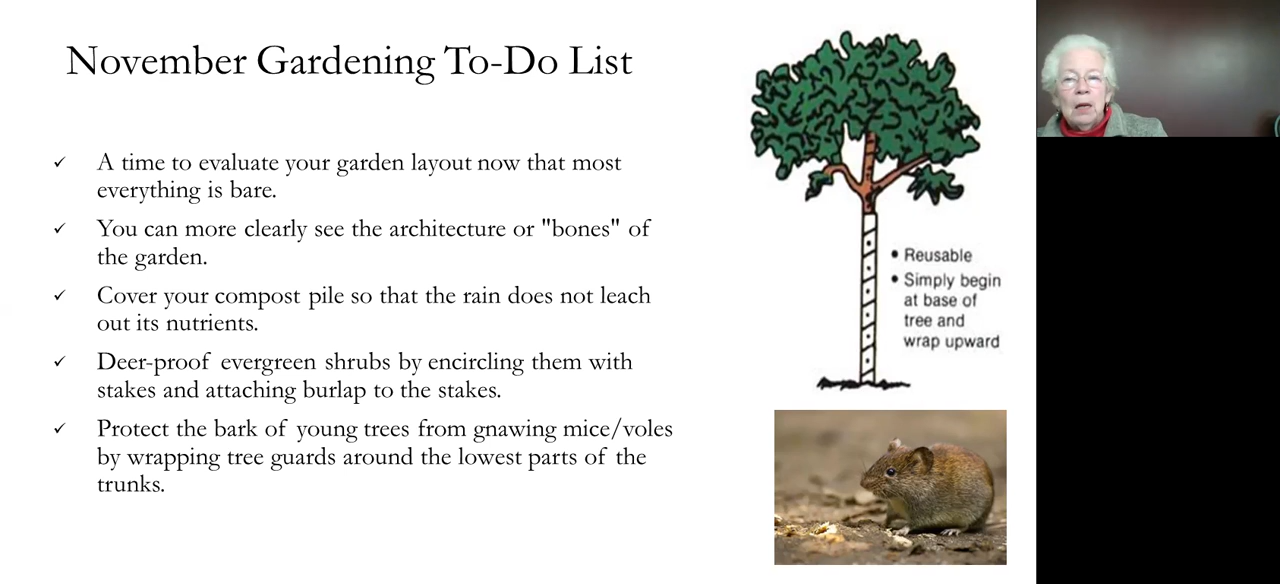 November Gardening To-Do List
✓ A time to evaluate your garden layout now that most
everything is bare.
✓ You can more clearly see the architecture or "bones" of
the garden.
✓ Cover your compost pile so that the rain does not leach
out its nutrients.
✓ Deer-proof evergreen shrubs by encircling them with
stakes and attaching burlap to the stakes.
✓ Protect the bark of young trees from gnawing mice/voles
by wrapping tree guards around the lowest parts of the
trunks.
• Reusable
• Simply begin
at base of
tree and
wrap upward